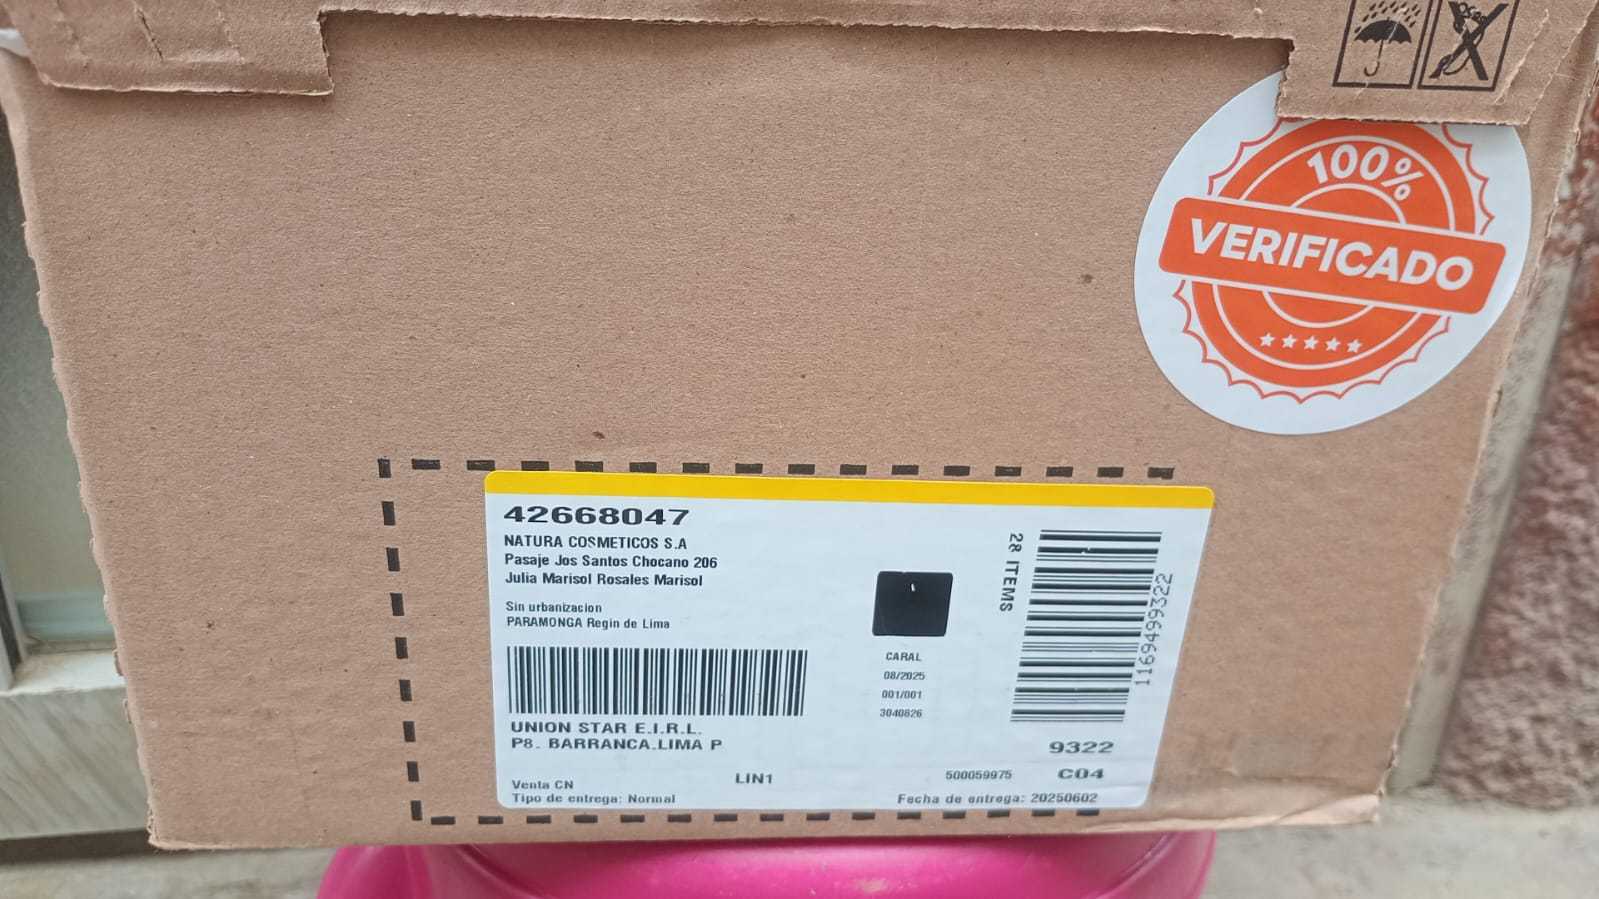 100%
VERIFICADO
42668047
NATURA COSMETICOS S.A
Pasaje Jos Santos Chocano 206
Julia Marisol Rosales Marisol
Sin urbanizacion
PARAMONGA Regin de Lima
UNION STAR E.I.R.L.
P8. BARRANCA.LIMA P
Venta CN
Tipo de entrega: Normal
LIN1
CARAL
08/2025
001/001
3040826
28 ITEMS
1169499322
9322
500059975
C04
Fecha de entrega: 20250602